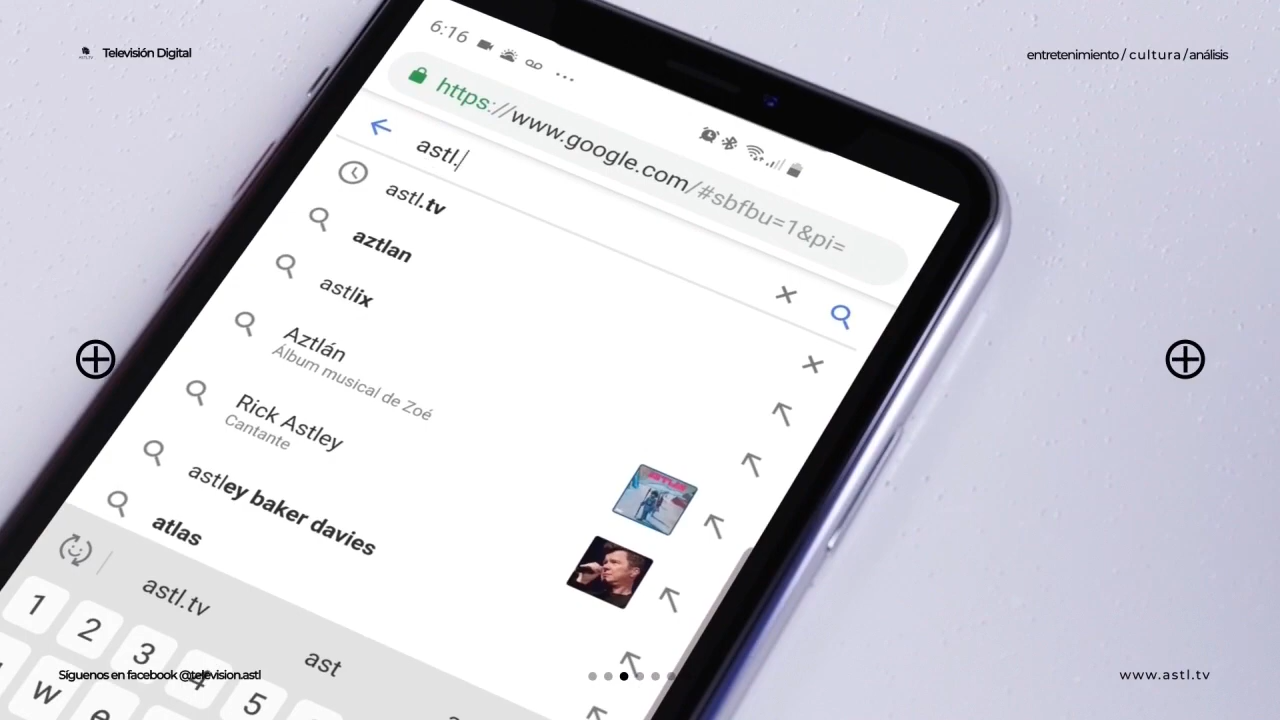 Televisión Digital
entretenimiento / cultura / análisis
6:16
https://www.google.com/#sbfbu=1&pi=
astl.
astl.tv
aztlan
astlix
Aztlán
Álbum musical de Zoé
Rick Astley
Cantante
astley baker davies
atlas
astl.tv
ast
1 2 3 4 5
w e
Síguenos en facebook @television.astl
www.astl.tv